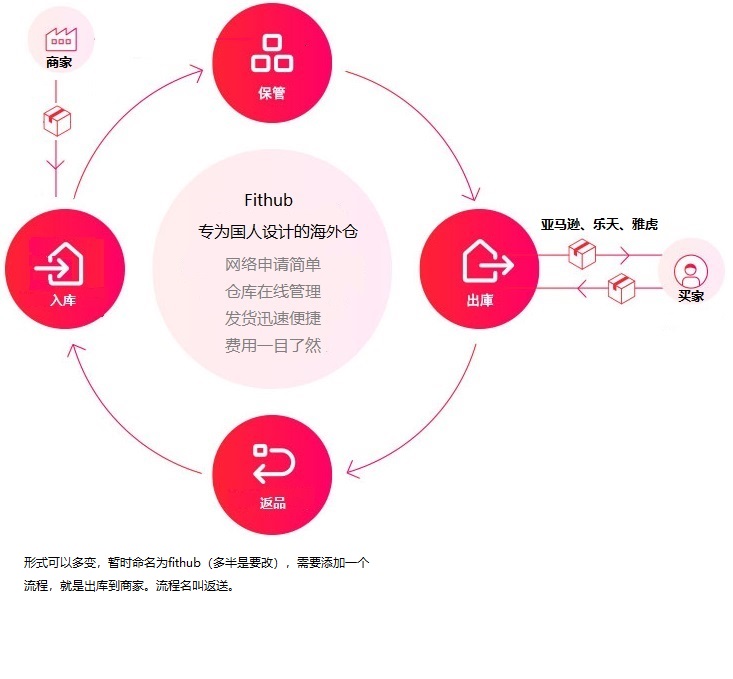 商家
保管
亚马逊、乐天、雅虎
Fithub
专为国人设计的海外仓
网络申请简单
仓库在线管理
发货迅速便捷
费用一目了然
入库
出庫
买家
返品
形式可以多变，暂时命名为fithub（多半是要改），需要添加一个
流程，就是出库到商家。流程名叫返送。